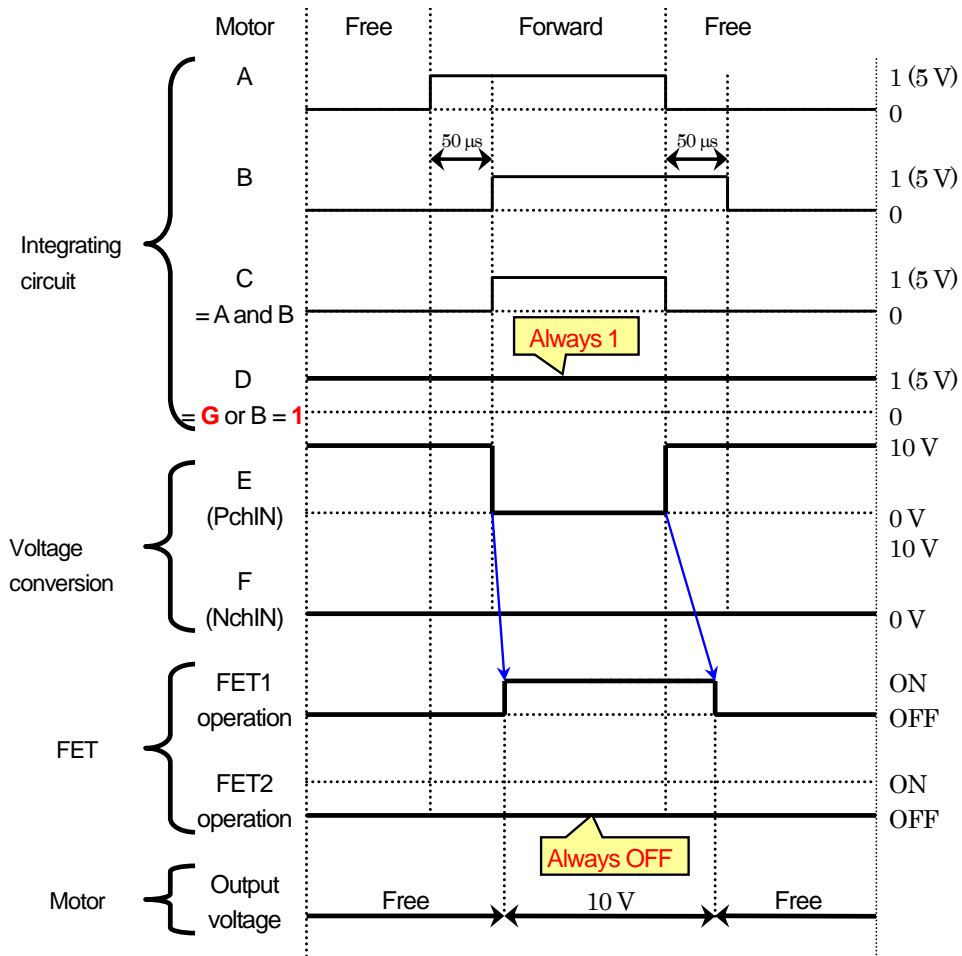 Motor Free Forward Free
A 1 (5 V)
0
50 µs 50 µs
B 1 (5 V)
0
Integrating
circuit
C 1 (5 V)
= A and B 0
Always 1
D 1 (5 V)
= G or B = 1 0
10 V
E
(PchIN) 0 V
Voltage
conversion
10 V
F
(NchIN) 0 V
FET1 ON
operation OFF
FET
FET2 ON
operation OFF
Always OFF
Motor
Output
voltage
Free 10 V Free